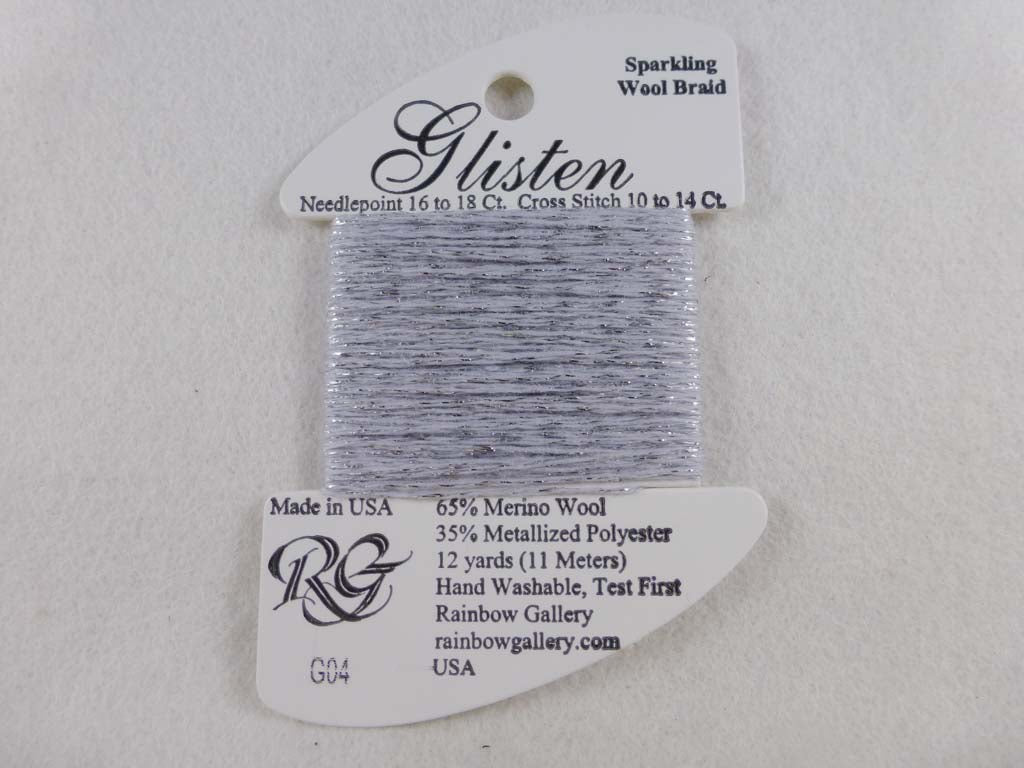 Sparkling
Wool Braid
Glisten
Needlepoint 16 to 18 Ct. Cross Stitch 10 to 14 Ct.
Made in USA
RG
G04
65% Merino Wool
35% Metallized Polyester
12 yards (11 Meters)
Hand Washable, Test First
Rainbow Gallery
rainbowgallery.com
USA